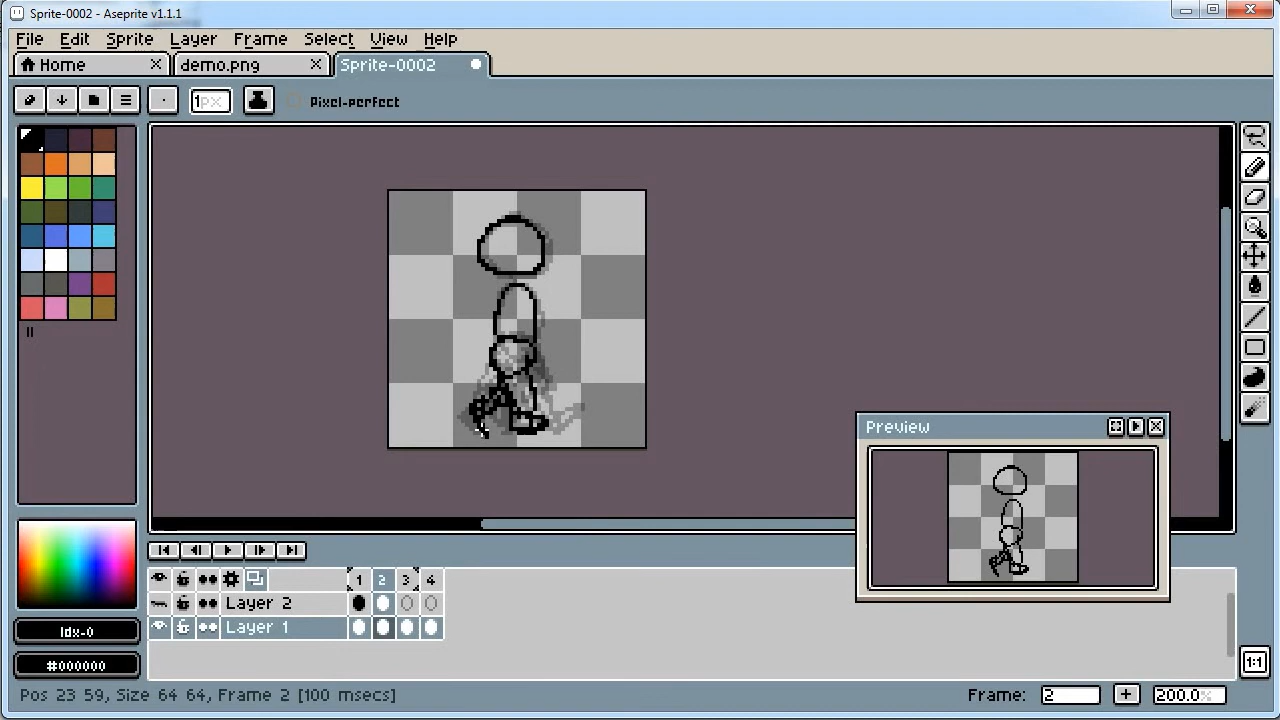 Sprite-0002 - Aseprite v1.1.1
File Edit Sprite Layer Frame Select View Help
Home demo.png Sprite-0002
1px Pixel-perfect
Preview
1 2 3 4
Layer 2
Layer 1
Idx-0
#000000
1:1
Pos 23 59, Size 64 64, Frame 2 [100 msecs] Frame: 2 + 200.0%